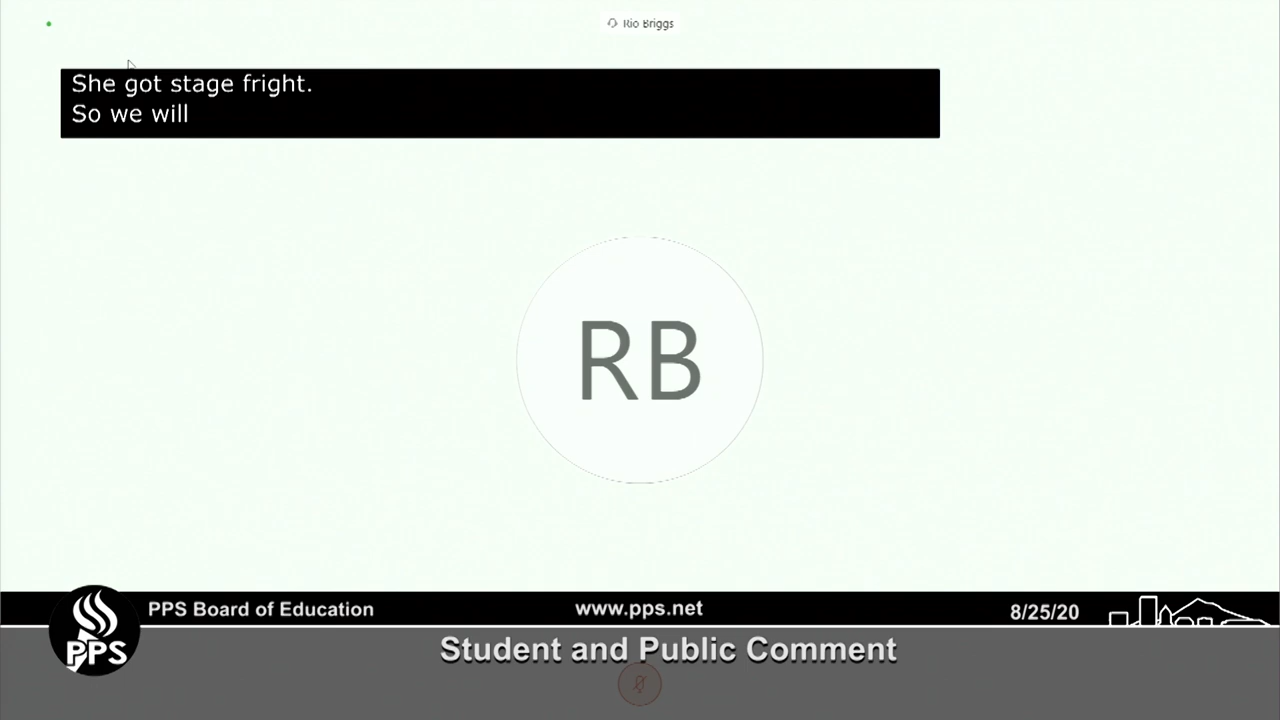 Rio Briggs
She got stage fright.
So we will
RB
PPS Board of Education
www.pps.net
8/25/20
PPS
Student and Public Comment